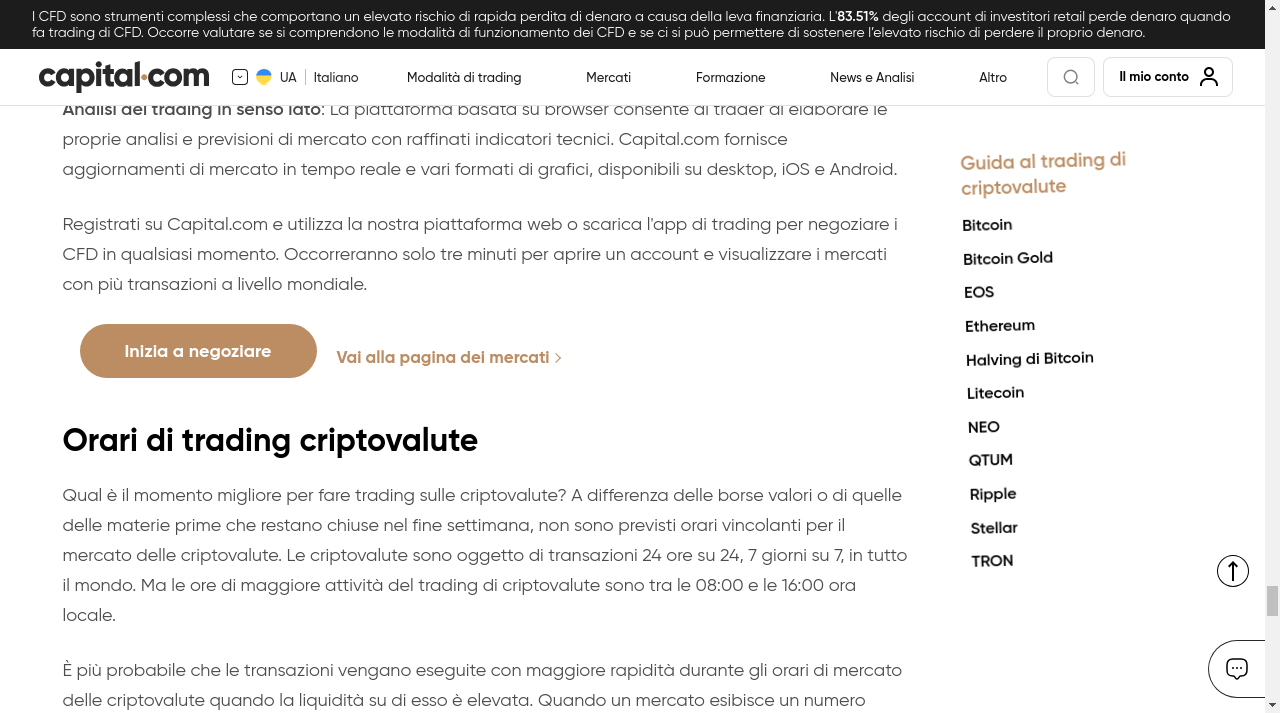 I CFD sono strumenti complessi che comportano un elevato rischio di rapida perdita di denaro a causa della leva finanziaria. L'83.51% degli account di investitori retail perde denaro quando
fa trading di CFD. Occorre valutare se si comprendono le modalità di funzionamento dei CFD e se ci si può permettere di sostenere l’elevato rischio di perdere il proprio denaro.
capital.com
UA
Italiano
Modalità di trading
Mercati
Formazione
News e Analisi
Altro
Il mio conto
Analisi del trading in senso lato: La piattaforma basata su browser consente ai trader di elaborare le
proprie analisi e previsioni di mercato con raffinati indicatori tecnici. Capital.com fornisce
aggiornamenti di mercato in tempo reale e vari formati di grafici, disponibili su desktop, iOS e Android.
Registrati su Capital.com e utilizza la nostra piattaforma web o scarica l'app di trading per negoziare i
CFD in qualsiasi momento. Occorreranno solo tre minuti per aprire un account e visualizzare i mercati
con più transazioni a livello mondiale.
Inizia a negoziare
Vai alla pagina dei mercati
Orari di trading criptovalute
Qual è il momento migliore per fare trading sulle criptovalute? A differenza delle borse valori o di quelle
delle materie prime che restano chiuse nel fine settimana, non sono previsti orari vincolanti per il
mercato delle criptovalute. Le criptovalute sono oggetto di transazioni 24 ore su 24, 7 giorni su 7, in tutto
il mondo. Ma le ore di maggiore attività del trading di criptovalute sono tra le 08:00 e le 16:00 ora
locale.
È più probabile che le transazioni vengano eseguite con maggiore rapidità durante gli orari di mercato
delle criptovalute quando la liquidità su di esso è elevata. Quando un mercato esibisce un numero
Guida al trading di
criptovalute
Bitcoin
Bitcoin Gold
EOS
Ethereum
Halving di Bitcoin
Litecoin
NEO
QTUM
Ripple
Stellar
TRON